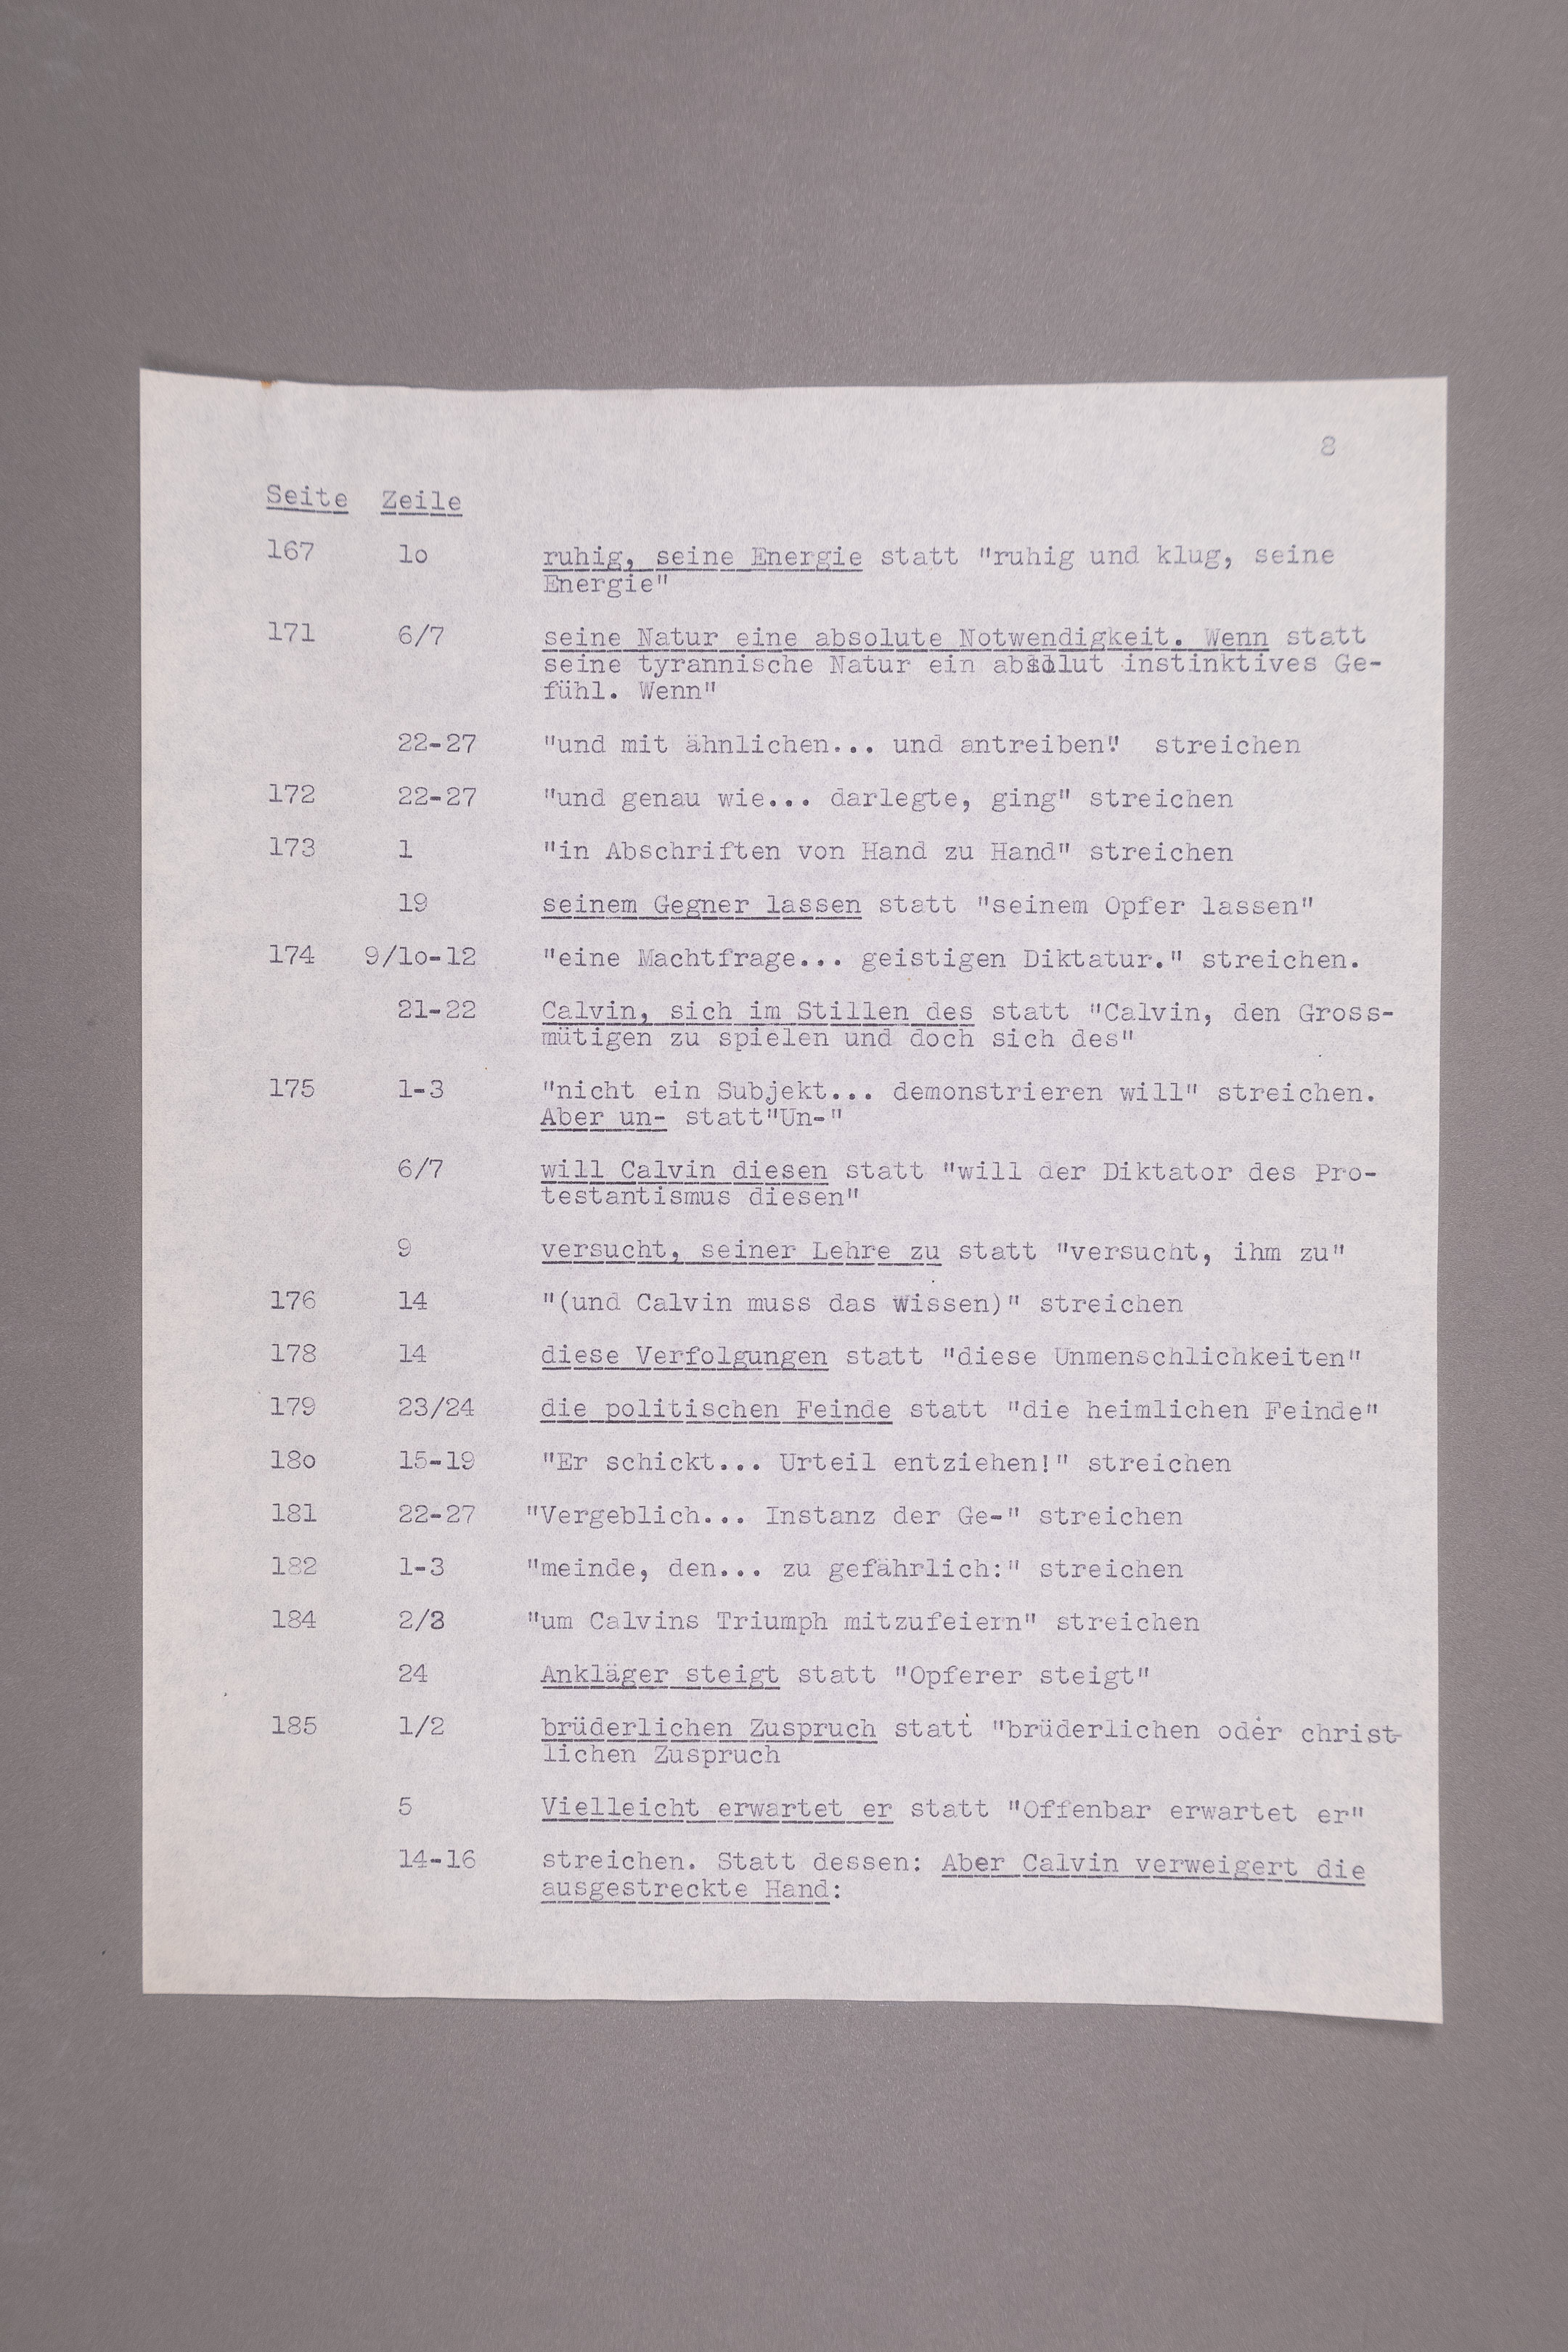 8
Seite Zeile
167 lo ruhig, seine Energie statt "ruhig und klug, seine
Energie"
171 6/7 seine Natur eine absolute Notwendigkeit. Wenn statt
seine tyrannische Natur ein absolut instinktives Ge-
fühl. Wenn"
22-27 "und mit ähnlichen... und antreiben" streichen
172 22-27 "und genau wie... darlegte, ging" streichen
173 1 "in Abschriften von Hand zu Hand" streichen
19 seinem Gegner lassen statt "seinem Opfer lassen"
174 9/lo-12 "eine Machtfrage... geistigen Diktatur." streichen.
21-22 Calvin, sich im Stillen des statt "Calvin, den Gross-
mütigen zu spielen und doch sich des"
175 1-3 "nicht ein Subjekt... demonstrieren will" streichen.
Aber un- statt"Un-"
6/7 will Calvin diesen statt "will der Diktator des Pro-
testantismus diesen"
9 versucht, seiner Lehre zu statt "versucht, ihm zu"
176 14 "(und Calvin muss das wissen)" streichen
178 14 diese Verfolgungen statt "diese Unmenschlichkeiten"
179 23/24 die politischen Feinde statt "die heimlichen Feinde"
18o 15-19 "Er schickt... Urteil entziehen!" streichen
181 22-27 "Vergeblich... Instanz der Ge-" streichen
182 1-3 "meinde, den... zu gefährlich:" streichen
184 2/3 "um Calvins Triumph mitzufeiern" streichen
24 Ankläger steigt statt "Opferer steigt"
185 1/2 brüderlichen Zuspruch statt "brüderlichen oder christ-
lichen Zuspruch
5 Vielleicht erwartet er statt "Offenbar erwartet er"
14-16 streichen. Statt dessen: Aber Calvin verweigert die
ausgestreckte Hand: